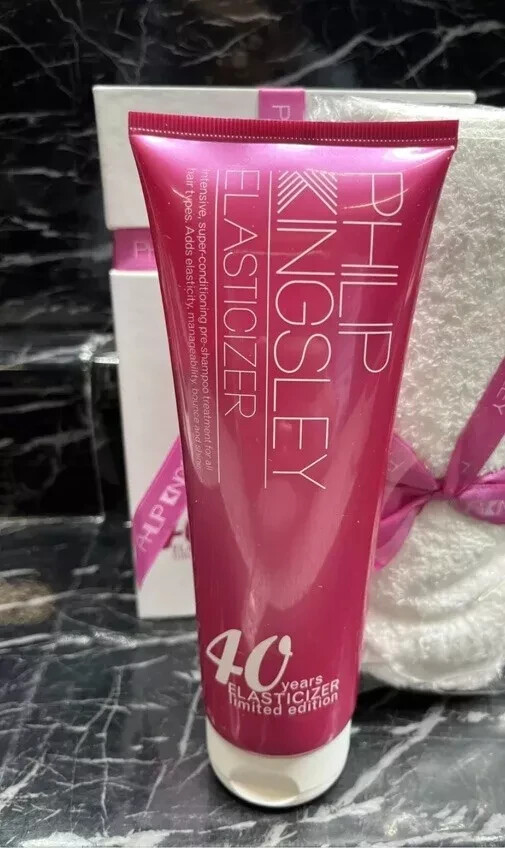 PHILIP
KINGSLEY
ELASTICIZER
Intensive, super-conditioning pre-shampoo treatment for all
hair types. Adds elasticity, manageability, bounce and shine.
40
years
ELASTICIZER
limited edition